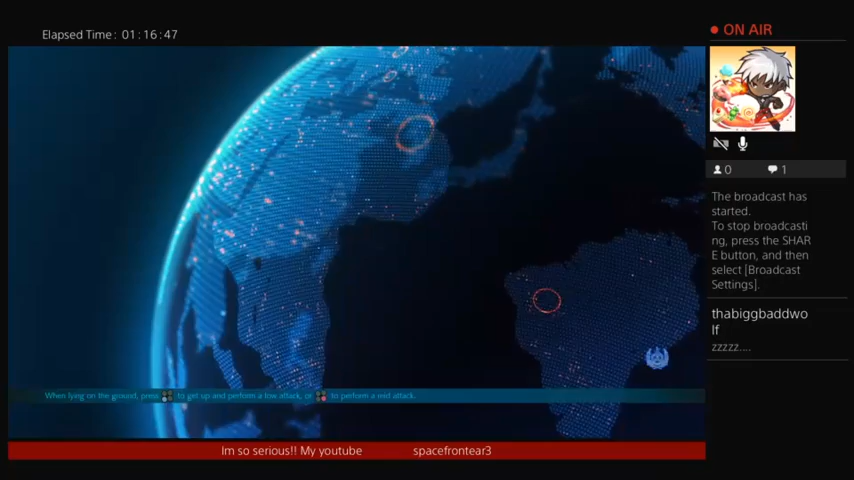 Elapsed Time: 01:16:47
ON AIR
0 1
The broadcast has
started.
To stop broadcasti
ng, press the SHAR
E button, and then
select [Broadcast
Settings].
thabiggbaddwo
lf
zzzzz....
When lying on the ground, press to get up and perform a low attack, or to perform a mid attack.
Im so serious!! My youtube spacefrontear3